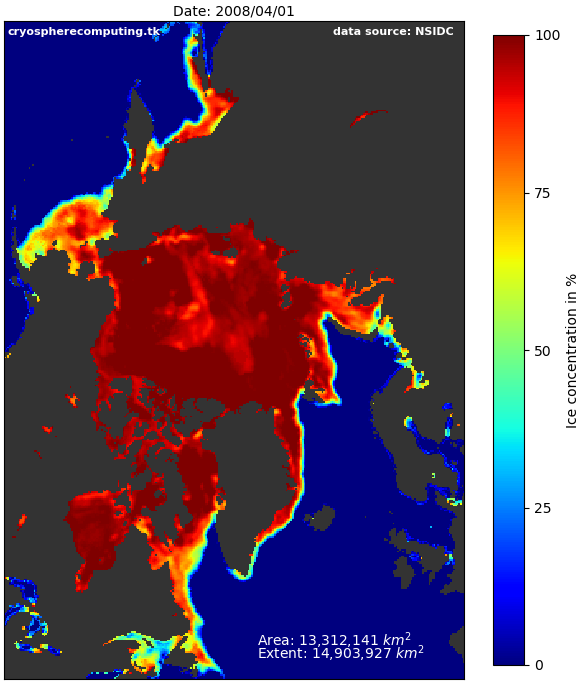 Date: 2008/04/01
cryospherecomputing.tk
data source: NSIDC
100
75
50
25
0
Ice concentration in %
Area: 13,312,141 km²
Extent: 14,903,927 km²